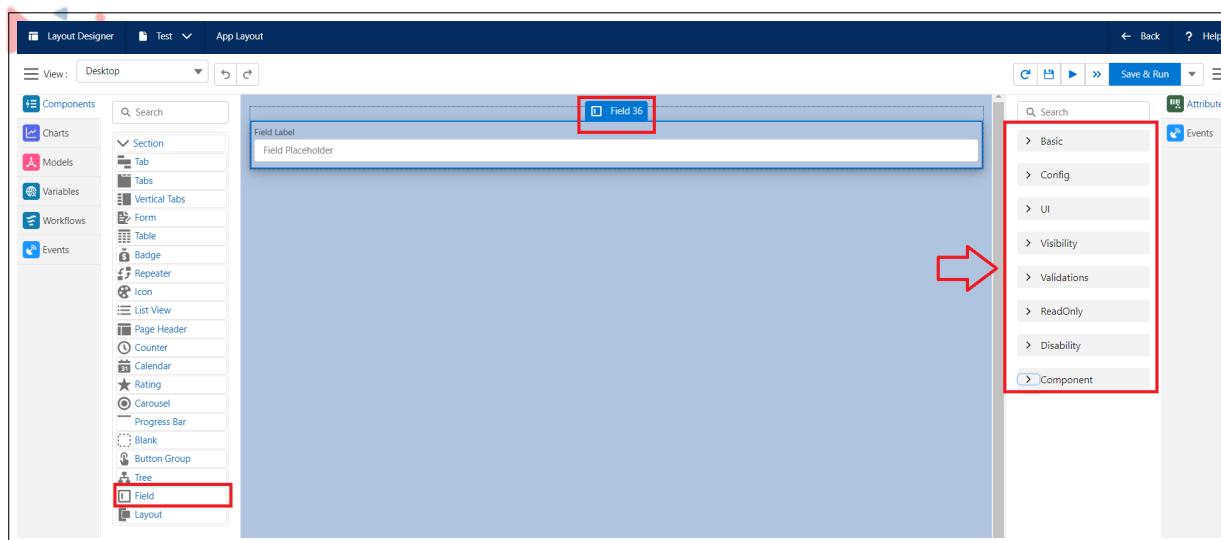 Layout Designer
Test
App Layout
Back
? Help
View :
Desktop
Save & Run
Components
Charts
Models
Variables
Workflows
Events
Search
Section
Tab
Tabs
Vertical Tabs
Form
Table
Badge
Repeater
Icon
List View
Page Header
Counter
Calendar
Rating
Carousel
Progress Bar
Blank
Button Group
Tree
Field
Layout
Field 36
Field Label
Field Placeholder
Search
Basic
Config
UI
Visibility
Validations
ReadOnly
Disability
Component
Attribute
Events